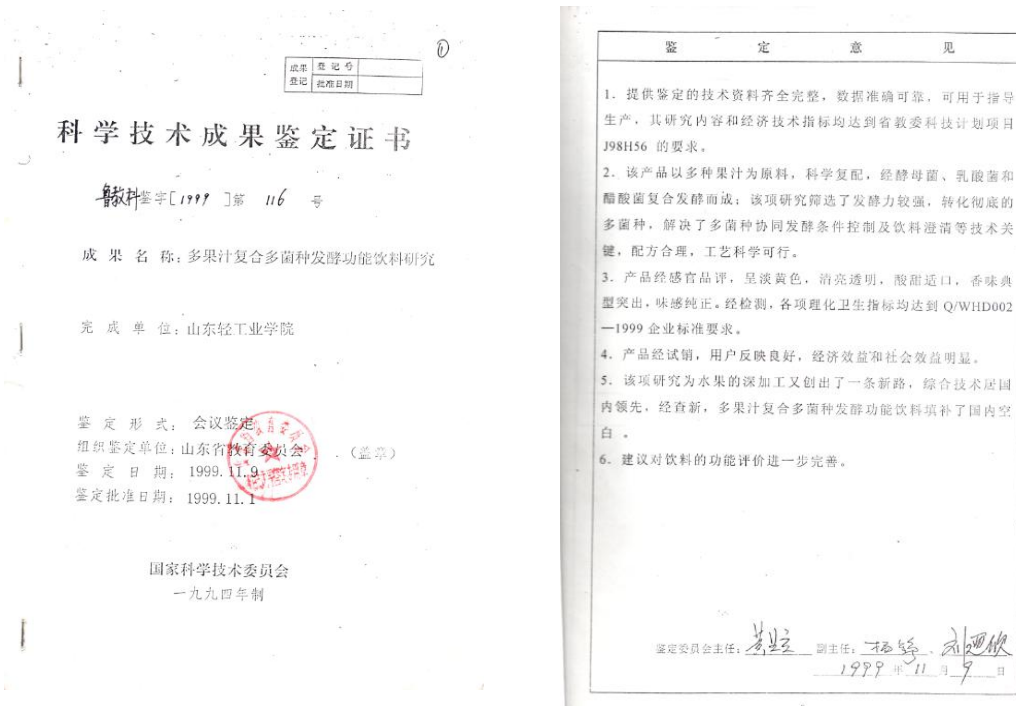 ①
成果登记
登记号
批准日期
科学技术成果鉴定证书
鲁教科鉴字[1999]第 116 号
成果名称：多果汁复合多菌种发酵功能饮料研究
完成单位：山东轻工业学院
鉴定形式：会议鉴定
组织鉴定单位：山东省教育委员会（盖章）
鉴定日期：1999.11.9
鉴定批准日期：1999.11.1
国家科学技术委员会
一九九四年制
鉴定意见
1．提供鉴定的技术资料齐全完整，数据准确可靠，可用于指导
生产，其研究内容和经济技术指标均达到省教委科技计划项目
J98H56 的要求。
2．该产品以多种果汁为原料，科学复配，经酵母菌、乳酸菌和
醋酸菌复合发酵而成；该项研究筛选了发酵力较强，转化彻底的
多菌种，解决了多菌种协同发酵条件控制及饮料澄清等技术关
键，配方合理，工艺科学可行。
3．产品经感官品评，呈淡黄色，清亮透明，酸甜适口，香味典
型突出，味感纯正。经检测，各项理化卫生指标均达到 Q/WHD002
—1999 企业标准要求。
4．产品经试销，用户反映良好，经济效益和社会效益明显。
5．该项研究为水果的深加工又创出了一条新路，综合技术居国
内领先，经查新，多果汁复合多菌种发酵功能饮料填补了国内空
白。
6．建议对饮料的功能评价进一步完善。
鉴定委员会主任：副主任：
1999 年 11 月 9 日